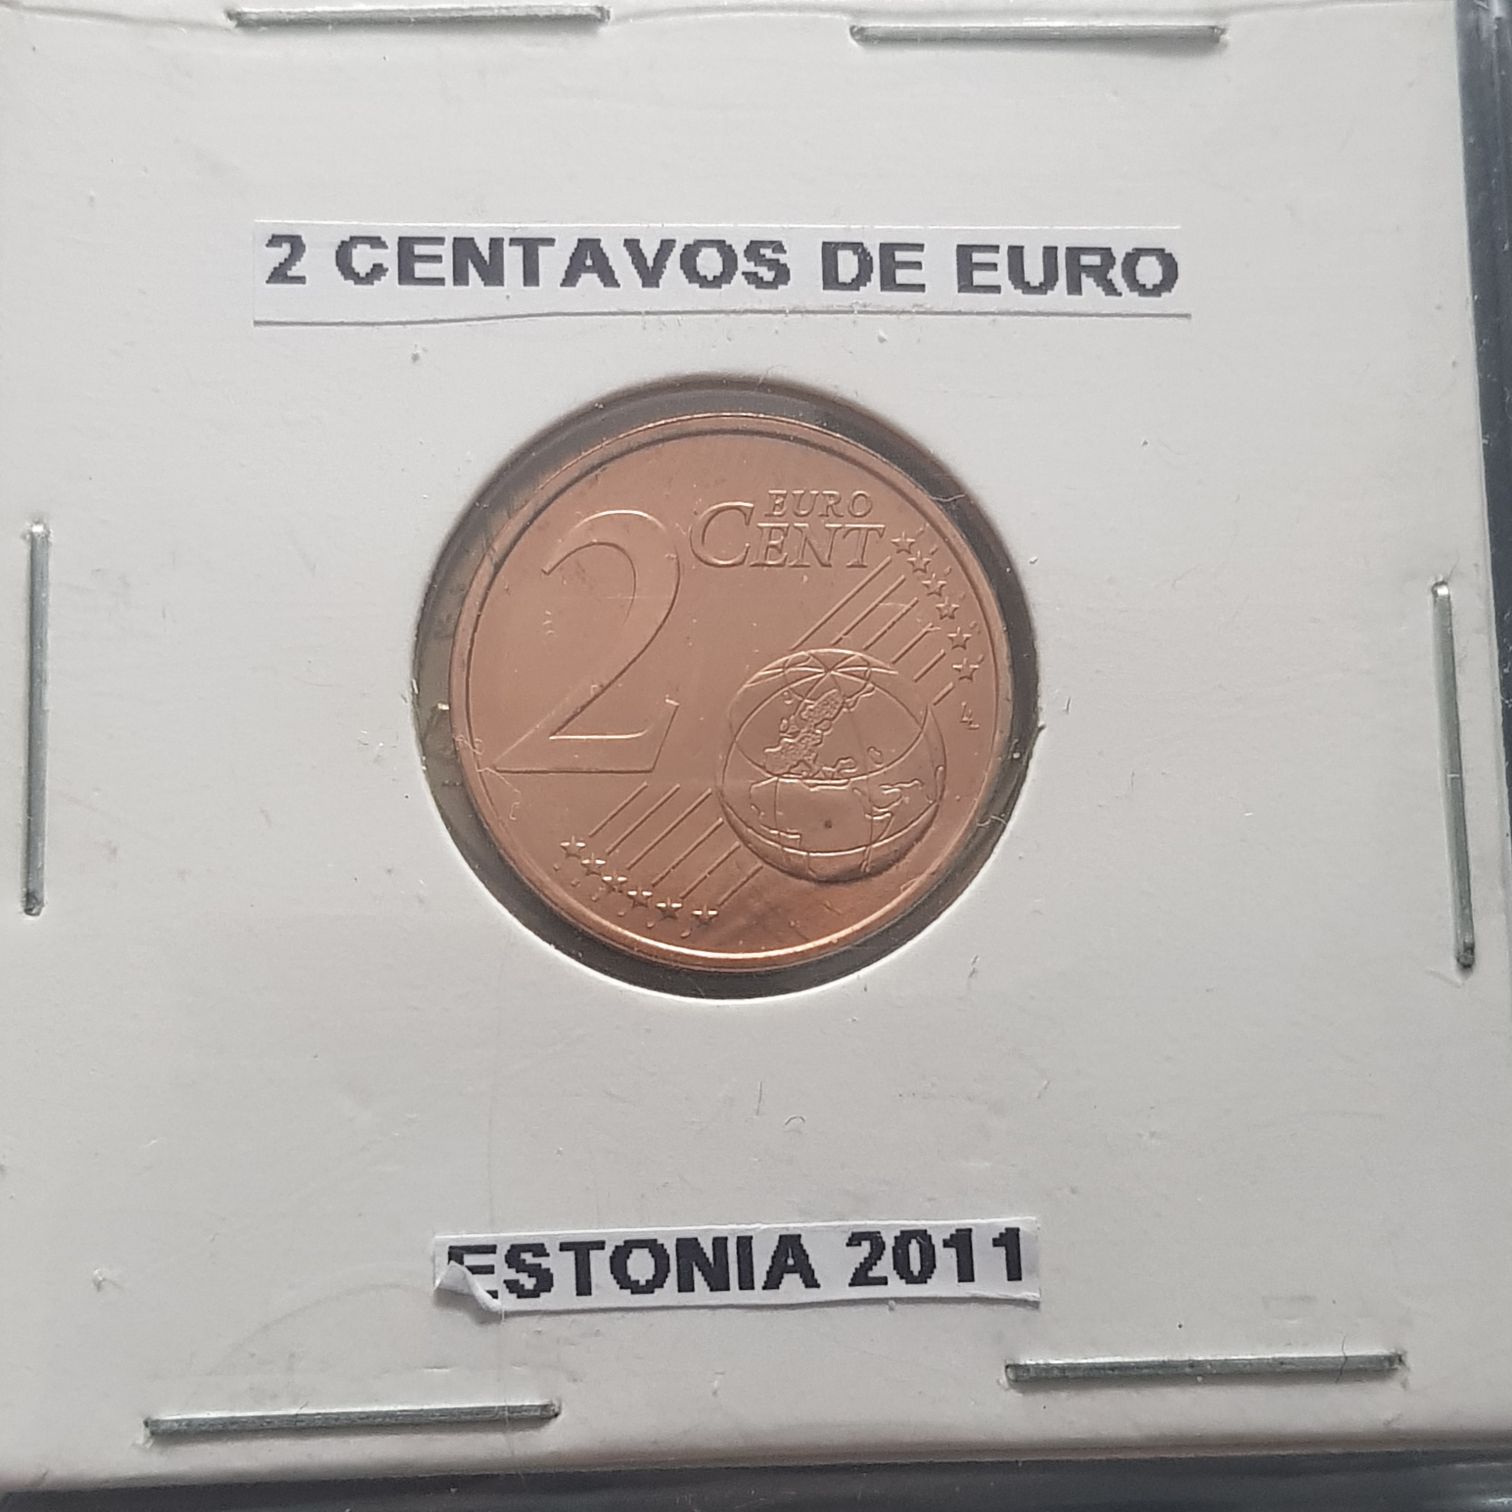 2 CENTAVOS DE EURO
2
EURO
CENT
ESTONIA 2011